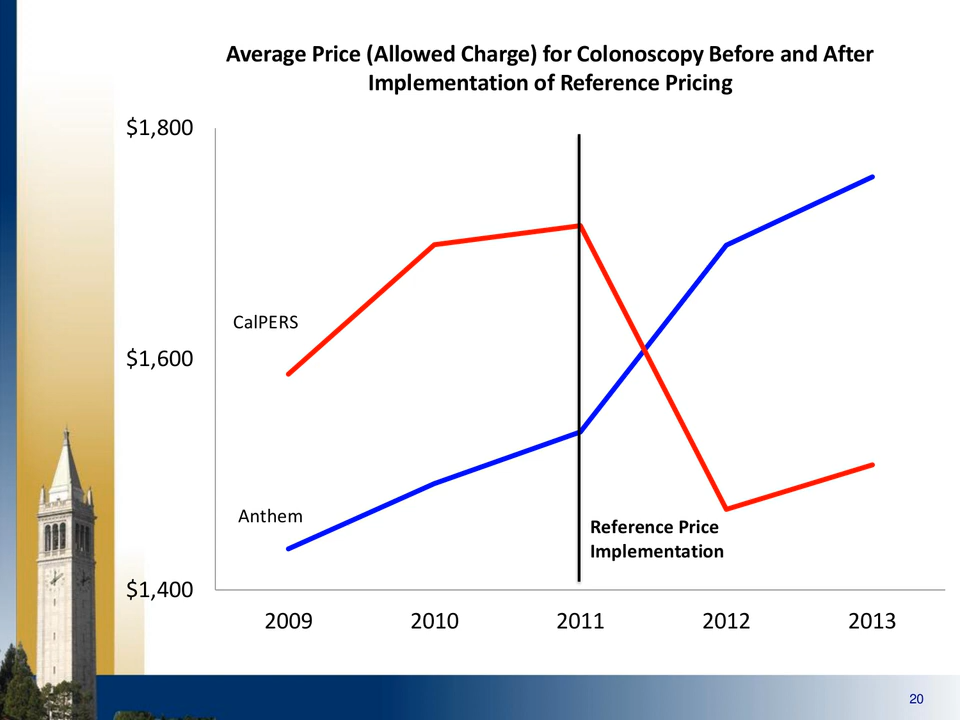 Average Price (Allowed Charge) for Colonoscopy Before and After
Implementation of Reference Pricing
$1,800
CalPERS
$1,600
Anthem
Reference Price
Implementation
$1,400
2009 2010 2011 2012 2013
20